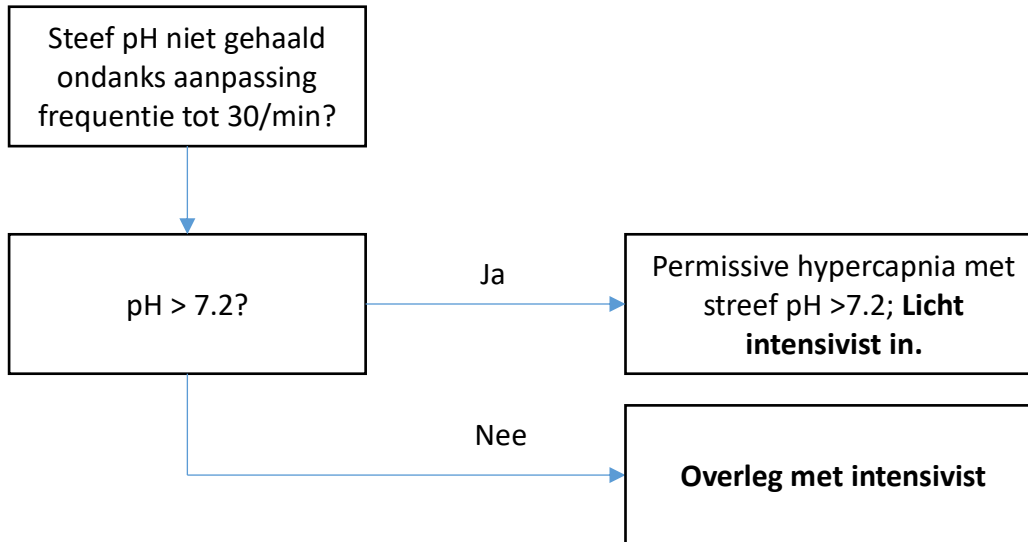 Steef pH niet gehaald
ondanks aanpassing
frequentie tot 30/min?
pH > 7.2?
Ja
Permissive hypercapnia met
streef pH >7.2; Licht
intensivist in.
Nee
Overleg met intensivist